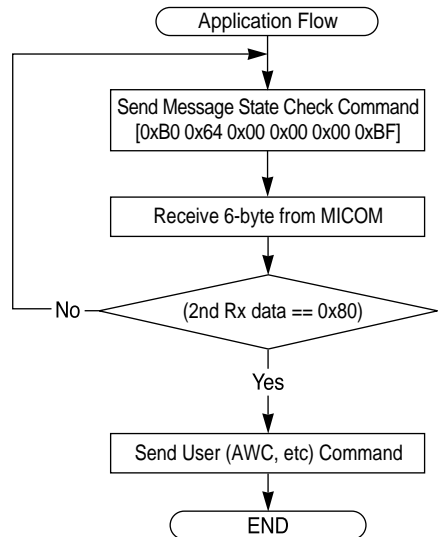 Application Flow
Send Message State Check Command
[0xB0 0x64 0x00 0x00 0x00 0xBF]
Receive 6-byte from MICOM
(2nd Rx data == 0x80)
No
Yes
Send User (AWC, etc) Command
END